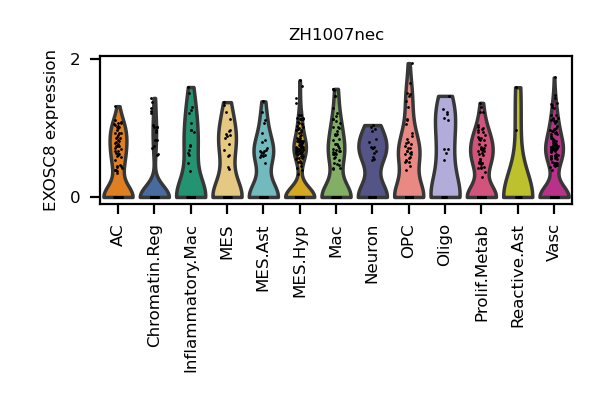 ZH1007nec
EXOSC8 expression
2
0
AC
Chromatin.Reg
Inflammatory.Mac
MES
MES.Ast
MES.Hyp
Mac
Neuron
OPC
Oligo
Prolif.Metab
Reactive.Ast
Vasc